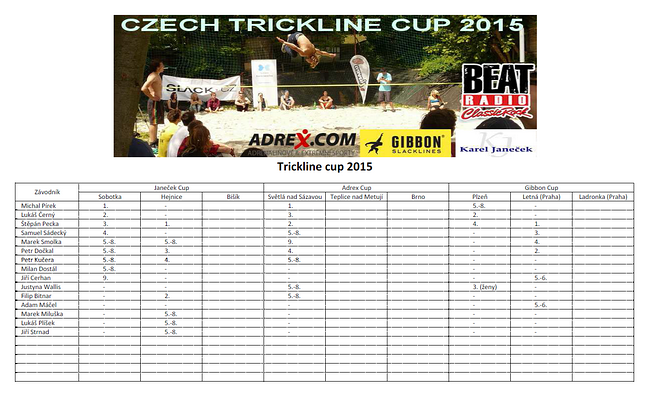 CZECH TRICKLINE CUP 2015
SLACK.CZ
BEAT
RADIO
ClassicRock
ADREX.COM
GIBBON
SLACKLINES
KJ
Karel Janeček
Trickline cup 2015
Závodník Janeček Cup Adrex Cup Gibbon Cup
Sobotka Hejnice Bišík Světlá nad Sázavou Teplice nad Metují Brno Plzeň Letná (Praha) Ladronka (Praha)
Michal Pírek 1. - 1. 5.-8. -
Lukáš Černý 2. - 3. 2. -
Štěpán Pecka 3. 1. 2. 4. 1.
Samuel Sádecký 4. - 5.-8. - 3.
Marek Smolka 5.-8. 5.-8. 9. - 4.
Petr Dočkal 5.-8. 3. 4. - 2.
Petr Kučera 5.-8. 4. 5.-8. - -
Milan Dostál 5.-8. - - - -
Jiří Cerhan 9. - - - 5.-6.
Justyna Wallis - - 5.-8. 3. (ženy) -
Filip Bitnar - 2. 5.-8. - -
Adam Máčel - - - - 5.-6.
Marek Miluška - 5.-8. - - -
Lukáš Plíšek - 5.-8. - - -
Jiří Strnad - 5.-8. - - -